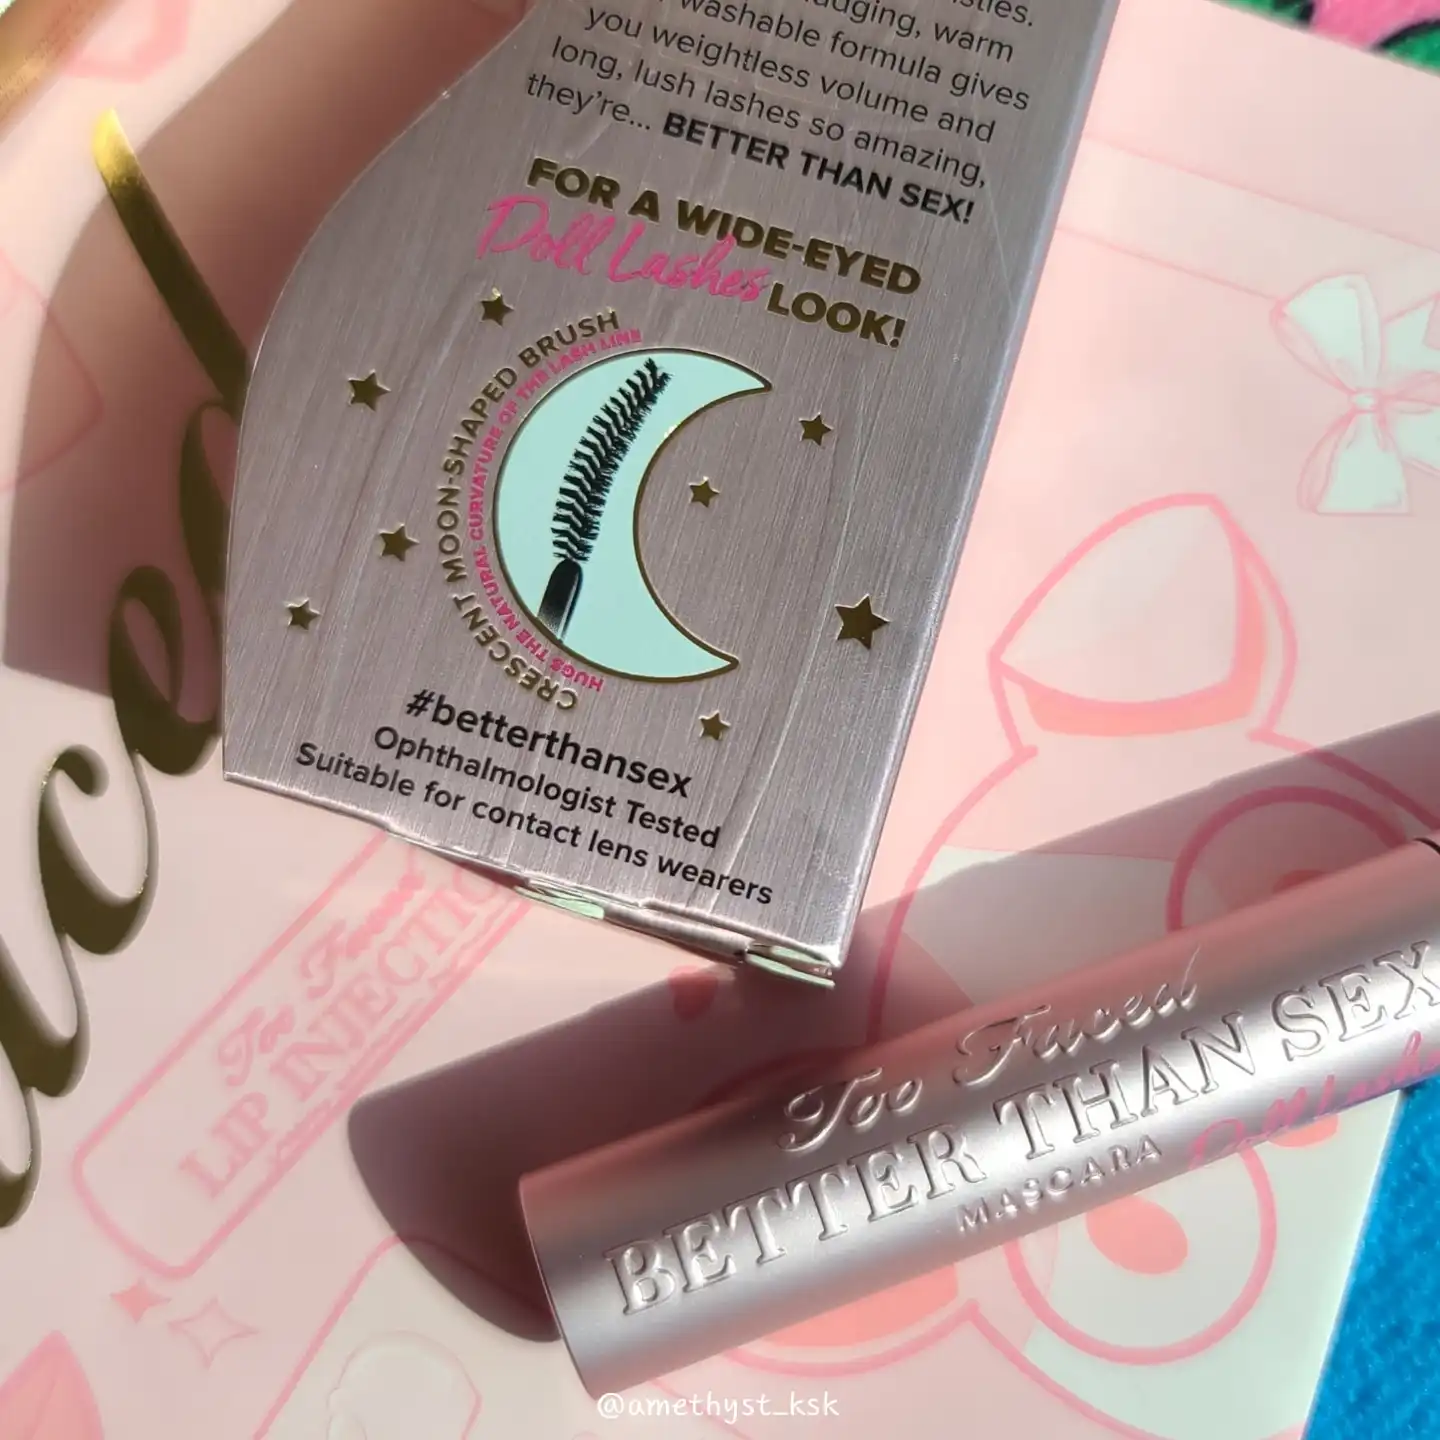 washable formula gives
you weightless volume and
long, lush lashes so amazing,
they're... BETTER THAN SEX!
FOR A WIDE-EYED
Doll Lashes LOOK!
CRESCENT MOON-SHAPED BRUSH
HUGS THE NATURAL CURVATURE OF THE LASH LINE
#betterthansex
Ophthalmologist Tested
Suitable for contact lens wearers
Too Faced
LIP INJECTIO
Too Faced
BETTER THAN SEX
MASCARA Doll Lashes
@amethyst_ksk